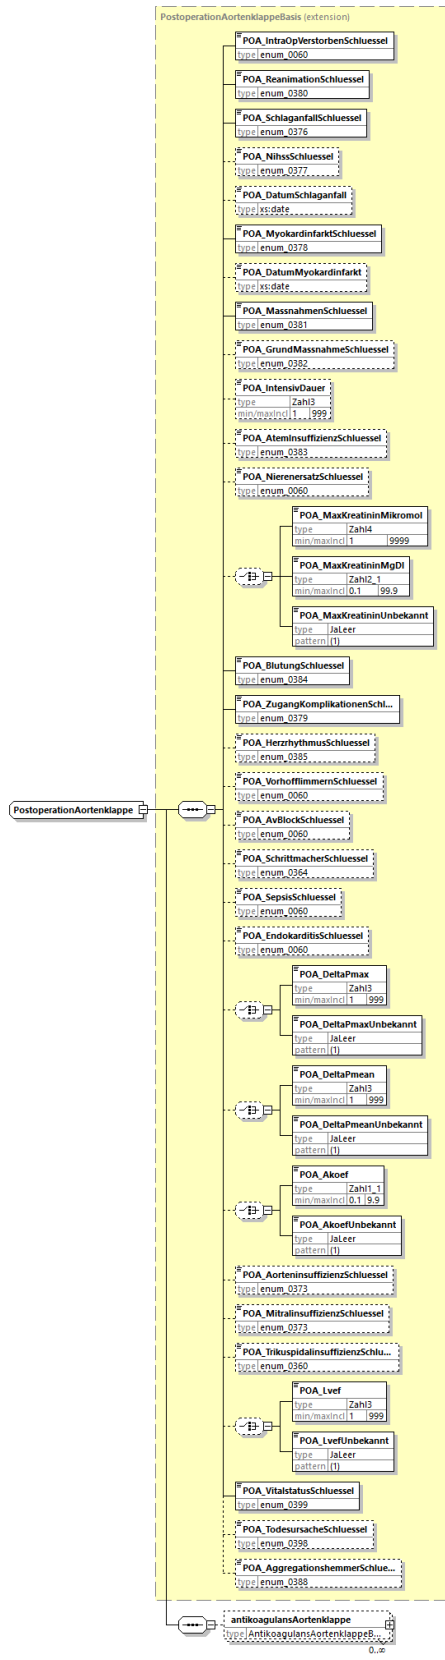 PostoperationAortenklappeBasis (extension)
POA_IntraOpVerstorbenSchluessel
type enum_0060
POA_ReanimationSchluessel
type enum_0380
POA_SchlaganfallSchluessel
type enum_0376
POA_NihssSchluessel
type enum_0377
POA_DatumSchlaganfall
type xs:date
POA_MyokardinfarktSchluessel
type enum_0378
POA_DatumMyokardinfarkt
type xs:date
POA_MassnahmenSchluessel
type enum_0381
POA_GrundMassnahmeSchluessel
type enum_0382
POA_IntensivDauer
type Zahl3
min/maxIncl 1 999
POA_AtemInsuffizienzSchluessel
type enum_0383
POA_NierenersatzSchluessel
type enum_0060
POA_MaxKreatininMikromol
type Zahl4
min/maxIncl 1 9999
POA_MaxKreatininMgDl
type Zahl2_1
min/maxIncl 0.1 99.9
POA_MaxKreatininUnbekannt
type JaLeer
pattern (1)
POA_BlutungSchluessel
type enum_0384
POA_ZugangKomplikationenSchl...
type enum_0379
POA_HerzrhythmusSchluessel
type enum_0385
POA_VorhofflimmernSchluessel
type enum_0060
PostoperationAortenklappe
POA_AvBlockSchluessel
type enum_0060
POA_SchrittmacherSchluessel
type enum_0364
POA_SepsisSchluessel
type enum_0060
POA_EndokarditisSchluessel
type enum_0060
POA_DeltaPmax
type Zahl3
min/maxIncl 1 999
POA_DeltaPmaxUnbekannt
type JaLeer
pattern (1)
POA_DeltaPmean
type Zahl3
min/maxIncl 1 999
POA_DeltaPmeanUnbekannt
type JaLeer
pattern (1)
POA_Akoef
type Zahl1_1
min/maxIncl 0.1 9.9
POA_AkoefUnbekannt
type JaLeer
pattern (1)
POA_AorteninsuffizienzSchluessel
type enum_0373
POA_MitralinsuffizienzSchluessel
type enum_0373
POA_TrikuspidalinsuffizienzSchlu...
type enum_0360
POA_Lvef
type Zahl3
min/maxIncl 1 999
POA_LvefUnbekannt
type JaLeer
pattern (1)
POA_VitalstatusSchluessel
type enum_0399
POA_TodesursacheSchluessel
type enum_0398
POA_AggregationshemmerSchlue...
type enum_0388
antikoagulansAortenklappe
type AntikoagulansAortenklappeB...
0..∞